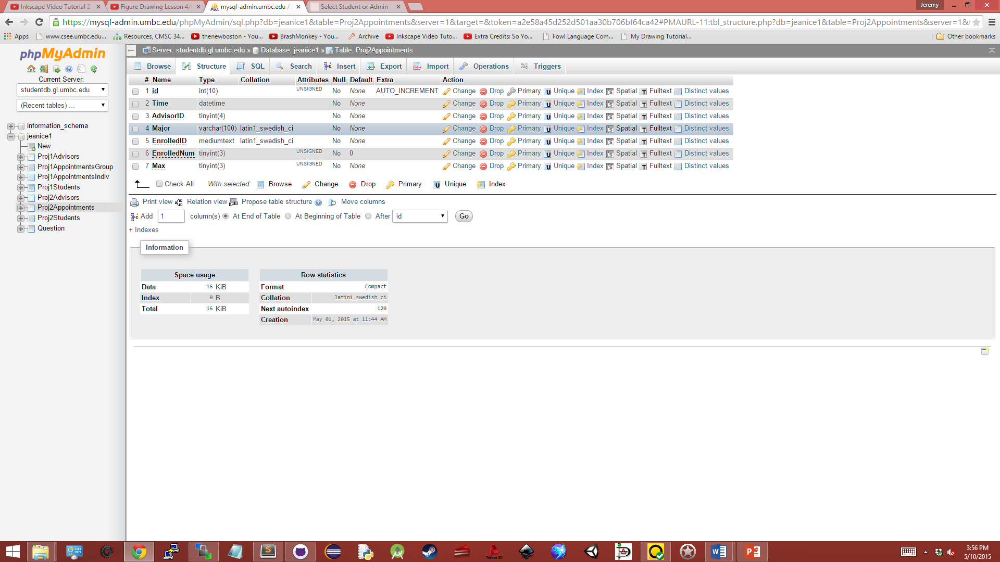 Inkscape Video Tutorial 2
Figure Drawing Lesson 4/
mysql-admin.umbc.edu /
Select Student or Admin
Jeremy
https://mysql-admin.umbc.edu/phpMyAdmin/sql.php?db=jeanice1&table=Proj2Appointments&server=1&target=&token=a2e58a45d252d501aa30b706bf64ca42#PMAURL-11:tbl_structure.php?db=jeanice1&table=Proj2Appointments&server=1&
Apps www.csee.umbc.edu... Resources, CMSC 34... thenewboston - You... BrashMonkey - You... Archive Inkscape Video Tuto... Extra Credits: So Yo... Fowl Language Com... My Drawing Tutorial... Other bookmarks
phpMyAdmin
Current Server:
studentdb.gl.umbc.edu
(Recent tables) ...
information_schema
jeanice1
New
Proj1Advisors
Proj1AppointmentsGroup
Proj1AppointmentsIndiv
Proj1Students
Proj2Advisors
Proj2Appointments
Proj2Students
Question
Server: studentdb.gl.umbc.edu » Database: jeanice1 » Table: Proj2Appointments
Browse Structure SQL Search Insert Export Import Operations Triggers
# Name Type Collation Attributes Null Default Extra Action
1 id int(10) UNSIGNED No None AUTO_INCREMENT Change Drop Primary Unique Index Spatial Fulltext Distinct values
2 Time datetime No None Change Drop Primary Unique Index Spatial Fulltext Distinct values
3 AdvisorID tinyint(4) No None Change Drop Primary Unique Index Spatial Fulltext Distinct values
4 Major varchar(100) latin1_swedish_ci No None Change Drop Primary Unique Index Spatial Fulltext Distinct values
5 EnrolledID mediumtext latin1_swedish_ci No None Change Drop Primary Unique Index Spatial Fulltext Distinct values
6 EnrolledNum tinyint(3) UNSIGNED No 0 Change Drop Primary Unique Index Spatial Fulltext Distinct values
7 Max tinyint(3) UNSIGNED No None Change Drop Primary Unique Index Spatial Fulltext Distinct values
Check All With selected: Browse Change Drop Primary Unique Index
Print view Relation view Propose table structure Move columns
Add 1 column(s) At End of Table At Beginning of Table After id Go
+ Indexes
Information
Space usage
Data 16 KiB
Index 0 B
Total 16 KiB
Row statistics
Format Compact
Collation latin1_swedish_ci
Next autoindex 120
Creation May 01, 2015 at 11:44 AM
Torque 2D
3:56 PM
5/10/2015